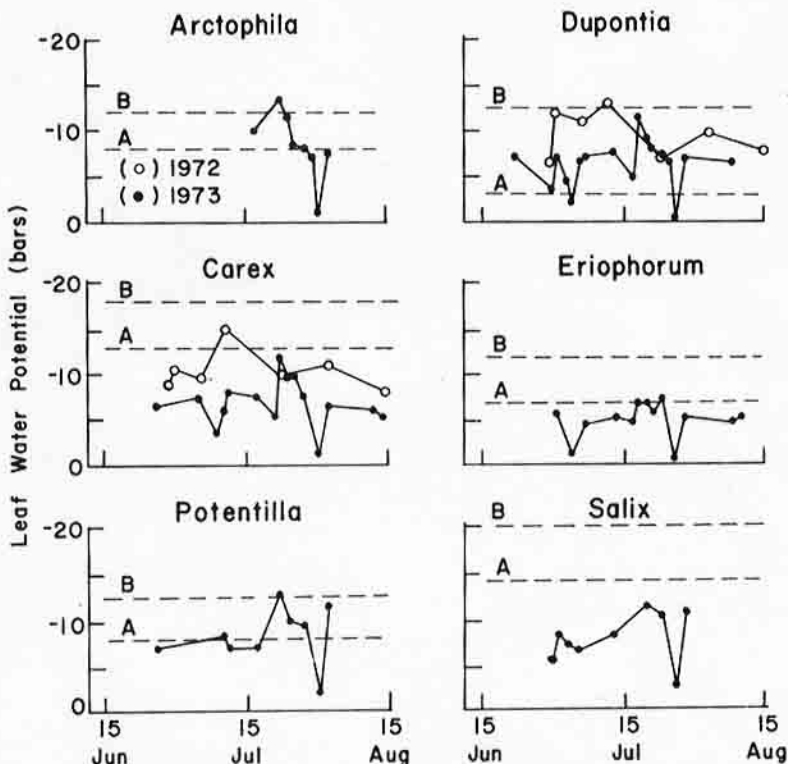 Arctophila
Dupontia
-20
B
-10
A
(○) 1972
(●) 1973
0
B
A
Leaf Water Potential (bars)
Carex
Eriophorum
-20
B
A
-10
0
B
A
Potentilla
Salix
-20
B
-10
A
0
B
A
15 15 15
Jun Jul Aug
15 15 15
Jun Jul Aug